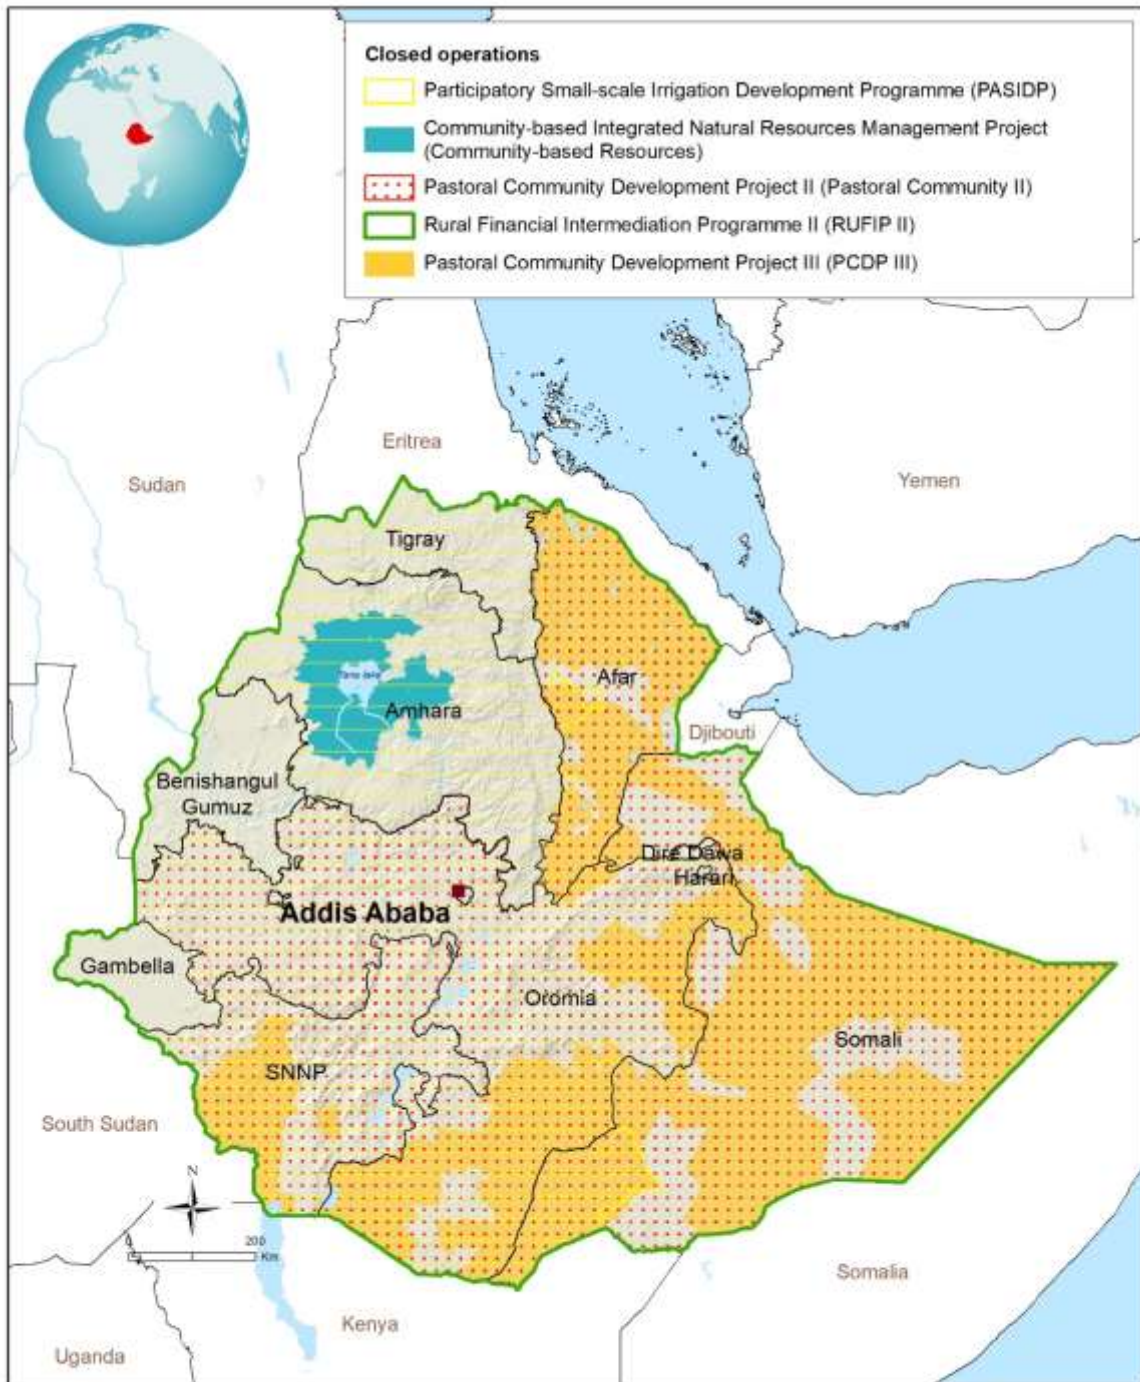 Closed operations
Participatory Small-scale Irrigation Development Programme (PASIDP)
Community-based Integrated Natural Resources Management Project
(Community-based Resources)
Pastoral Community Development Project II (Pastoral Community II)
Rural Financial Intermediation Programme II (RUFIP II)
Pastoral Community Development Project III (PCDP III)
Eritrea
Sudan
Yemen
Tigray
Afar
Tana lake
Amhara
Djibouti
Benishangul
Gumuz
Dire Dawa
Harari
Addis Ababa
Gambella
Oromia
Somali
SNNP
South Sudan
N
0 200
Km
Somalia
Kenya
Uganda